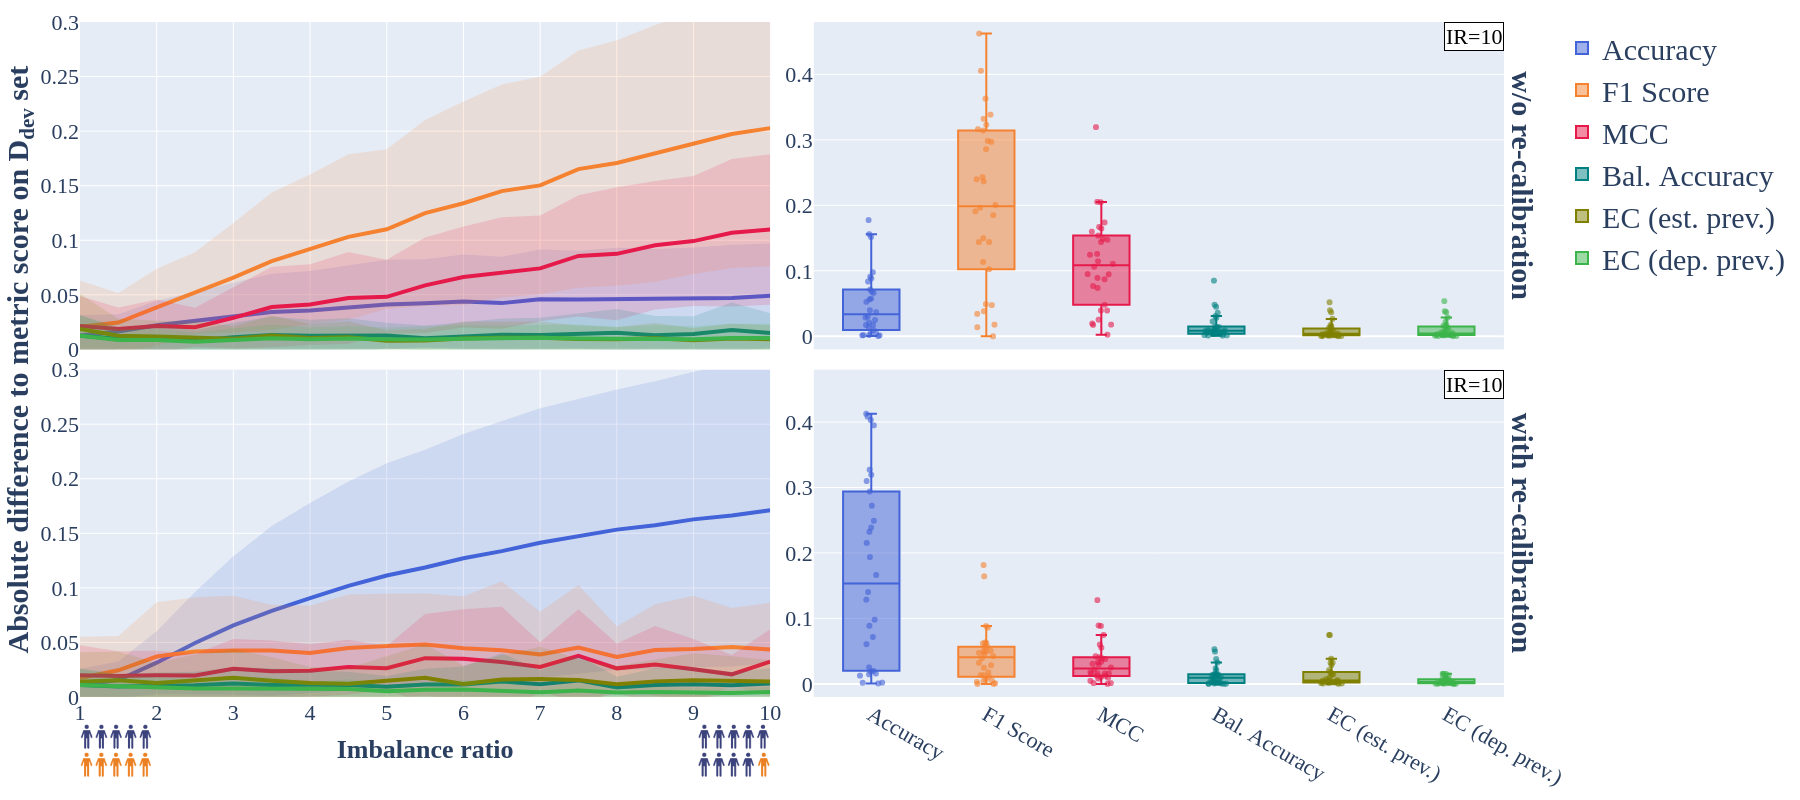 Absolute difference to metric score on Ddev set
0.3
0.25
0.2
0.15
0.1
0.05
0
0.4
0.3
0.2
0.1
0
IR=10
w/o re-calibration
Accuracy
F1 Score
MCC
Bal. Accuracy
EC (est. prev.)
EC (dep. prev.)
0.3
0.25
0.2
0.15
0.1
0.05
0
1 2 3 4 5 6 7 8 9 10
Imbalance ratio
0.4
0.3
0.2
0.1
0
IR=10
with re-calibration
Accuracy
F1 Score
MCC
Bal. Accuracy
EC (est. prev.)
EC (dep. prev.)